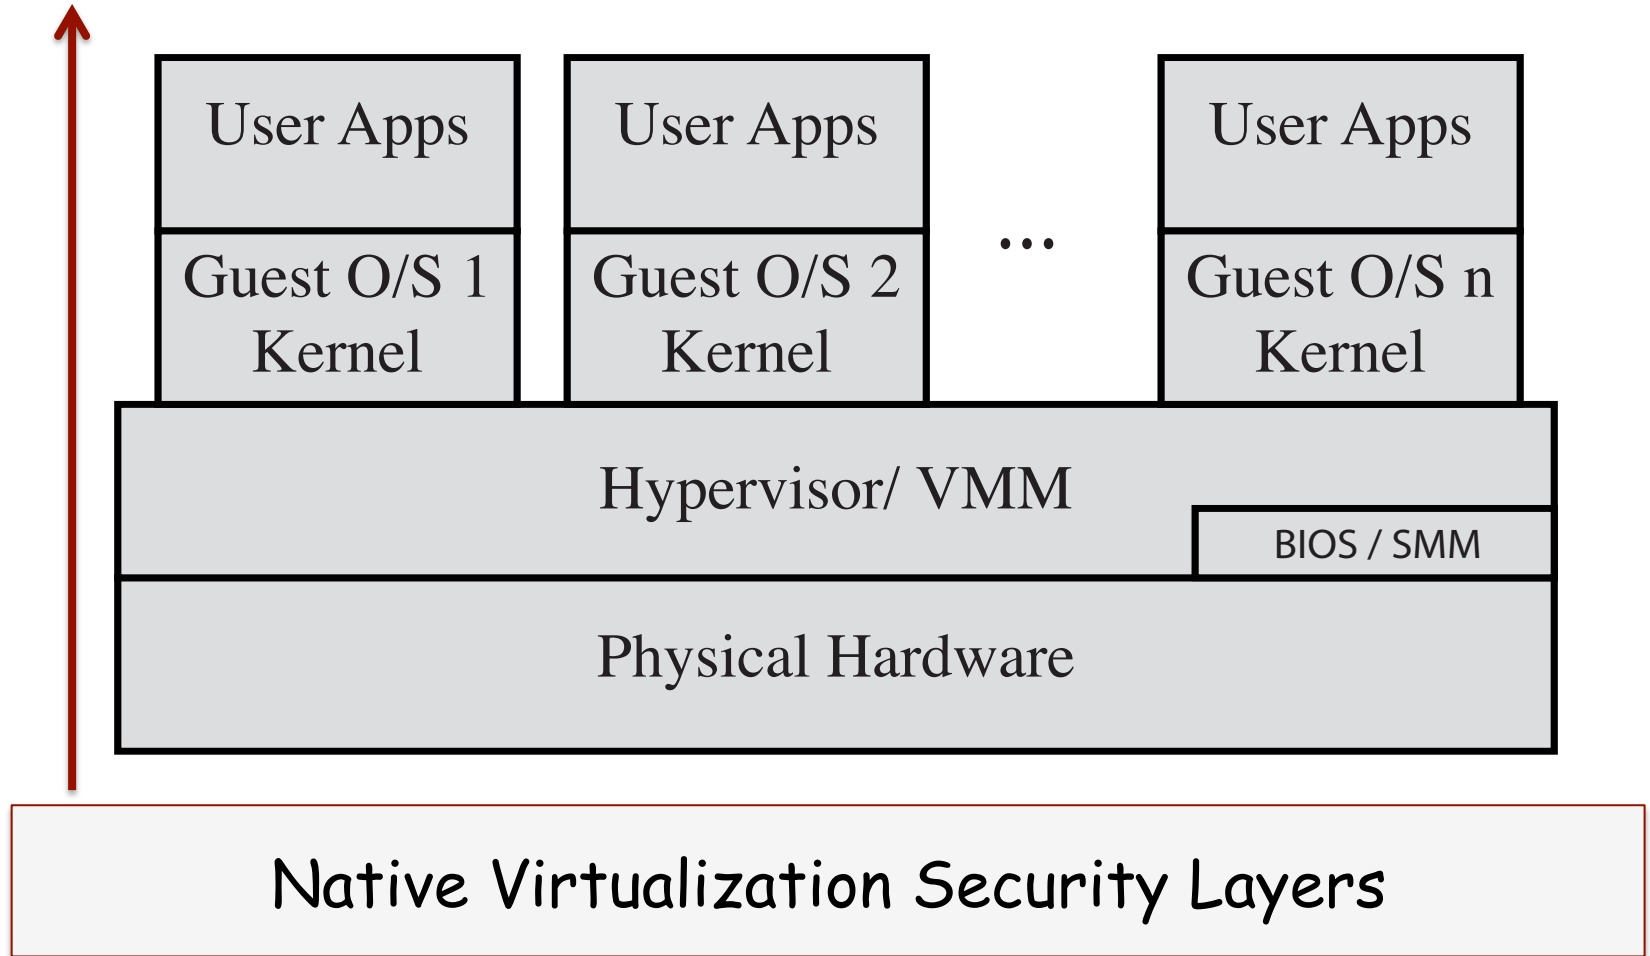 User Apps
User Apps
User Apps
Guest O/S 1
Kernel
Guest O/S 2
Kernel
...
Guest O/S n
Kernel
Hypervisor/ VMM
BIOS / SMM
Physical Hardware
Native Virtualization Security Layers